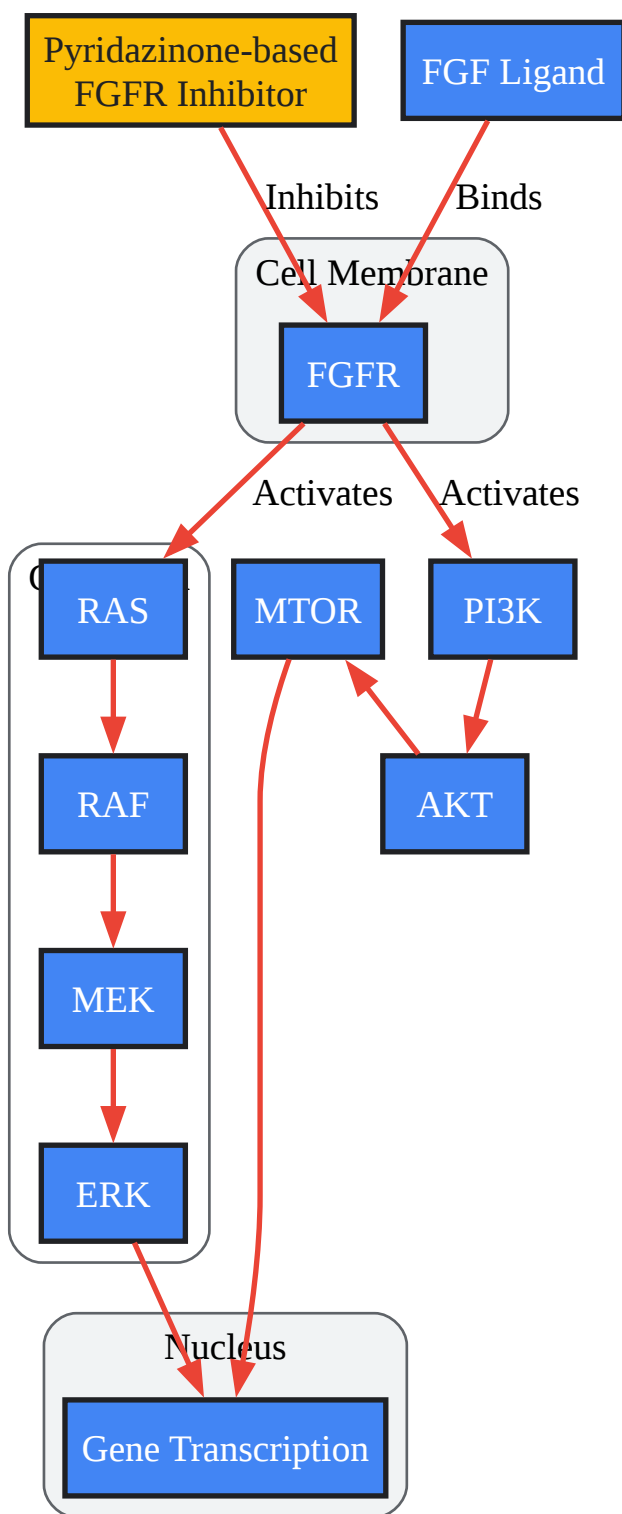 Pyridazinone-based
FGFR Inhibitor
FGF Ligand
Inhibits
Binds
Cell Membrane
FGFR
Activates
Activates
RAS
MTOR
PI3K
RAF
AKT
MEK
ERK
Nucleus
Gene Transcription